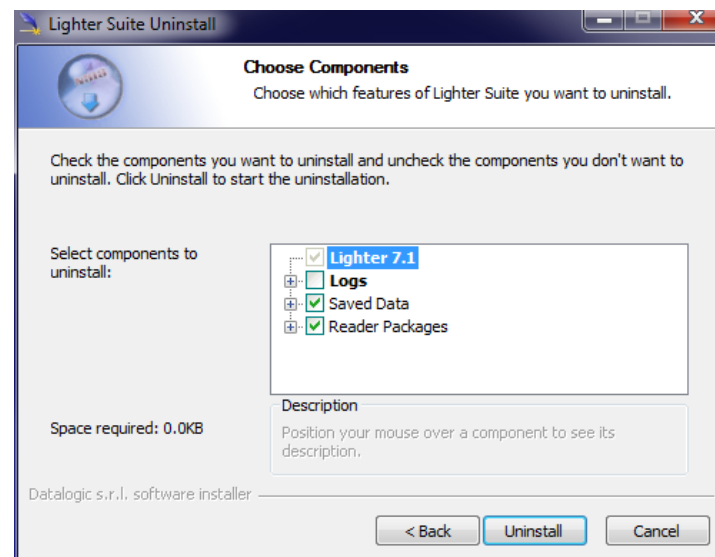 Lighter Suite Uninstall
Choose Components
Choose which features of Lighter Suite you want to uninstall.
Check the components you want to uninstall and uncheck the components you don't want to
uninstall. Click Uninstall to start the uninstallation.
Select components to
uninstall:
Lighter 7.1
Logs
Saved Data
Reader Packages
Space required: 0.0KB
Description
Position your mouse over a component to see its
description.
Datalogic s.r.l. software installer
< Back
Uninstall
Cancel